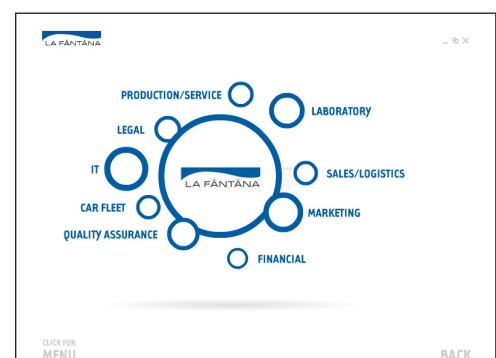 LA FÂNTÂNA
PRODUCTION/SERVICE
LABORATORY
LEGAL
IT
LA FÂNTÂNA
SALES/LOGISTICS
CAR FLEET
MARKETING
QUALITY ASSURANCE
FINANCIAL
CLICK FOR
MENU
BACK